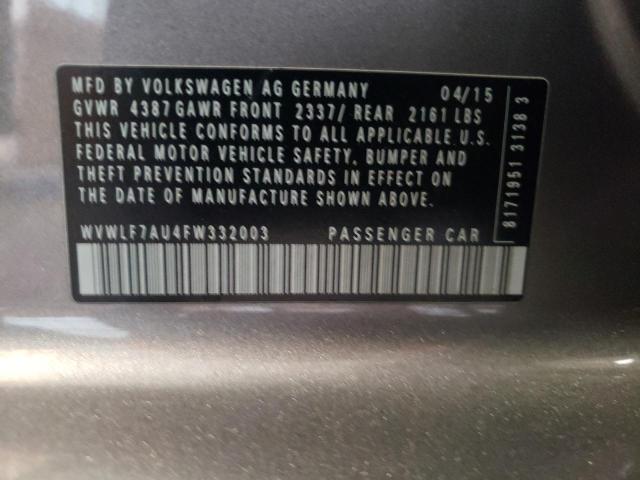 MFD BY VOLKSWAGEN AG GERMANY 04/15
GVWR 4387 GAWR FRONT 2337/ REAR 2161 LBS
THIS VEHICLE CONFORMS TO ALL APPLICABLE U.S.
FEDERAL MOTOR VEHICLE SAFETY, BUMPER AND
THEFT PREVENTION STANDARDS IN EFFECT ON
THE DATE OF MANUFACTURE SHOWN ABOVE.
WVWLF7AU4FW332003 PASSENGER CAR
8171951 3138 3